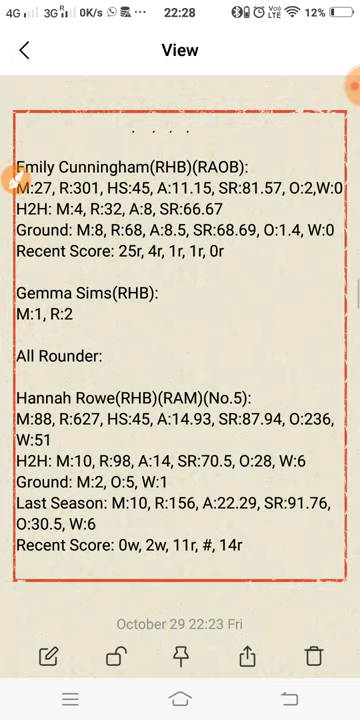 4G 3G R 0K/s ... 22:28 Vo) LTE 12%
View
Emily Cunningham(RHB)(RAOB):
M:27, R:301, HS:45, A:11.15, SR:81.57, O:2,W:0
H2H: M:4, R:32, A:8, SR:66.67
Ground: M:8, R:68, A:8.5, SR:68.69, O:1.4, W:0
Recent Score: 25r, 4r, 1r, 1r, 0r
Gemma Sims(RHB):
M:1, R:2
All Rounder:
Hannah Rowe(RHB)(RAM)(No.5):
M:88, R:627, HS:45, A:14.93, SR:87.94, O:236,
W:51
H2H: M:10, R:98, A:14, SR:70.5, O:28, W:6
Ground: M:2, O:5, W:1
Last Season: M:10, R:156, A:22.29, SR:91.76,
O:30.5, W:6
Recent Score: 0w, 2w, 11r, #, 14r
October 29 22:23 Fri